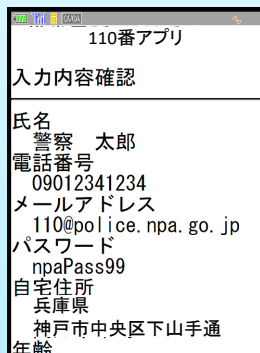 110番アプリ
入力内容確認
氏名
警察 太郎
電話番号
09012341234
メールアドレス
110@police.npa.go.jp
パスワード
npaPass99
自宅住所
兵庫県
神戸市中央区下山手通
年齢